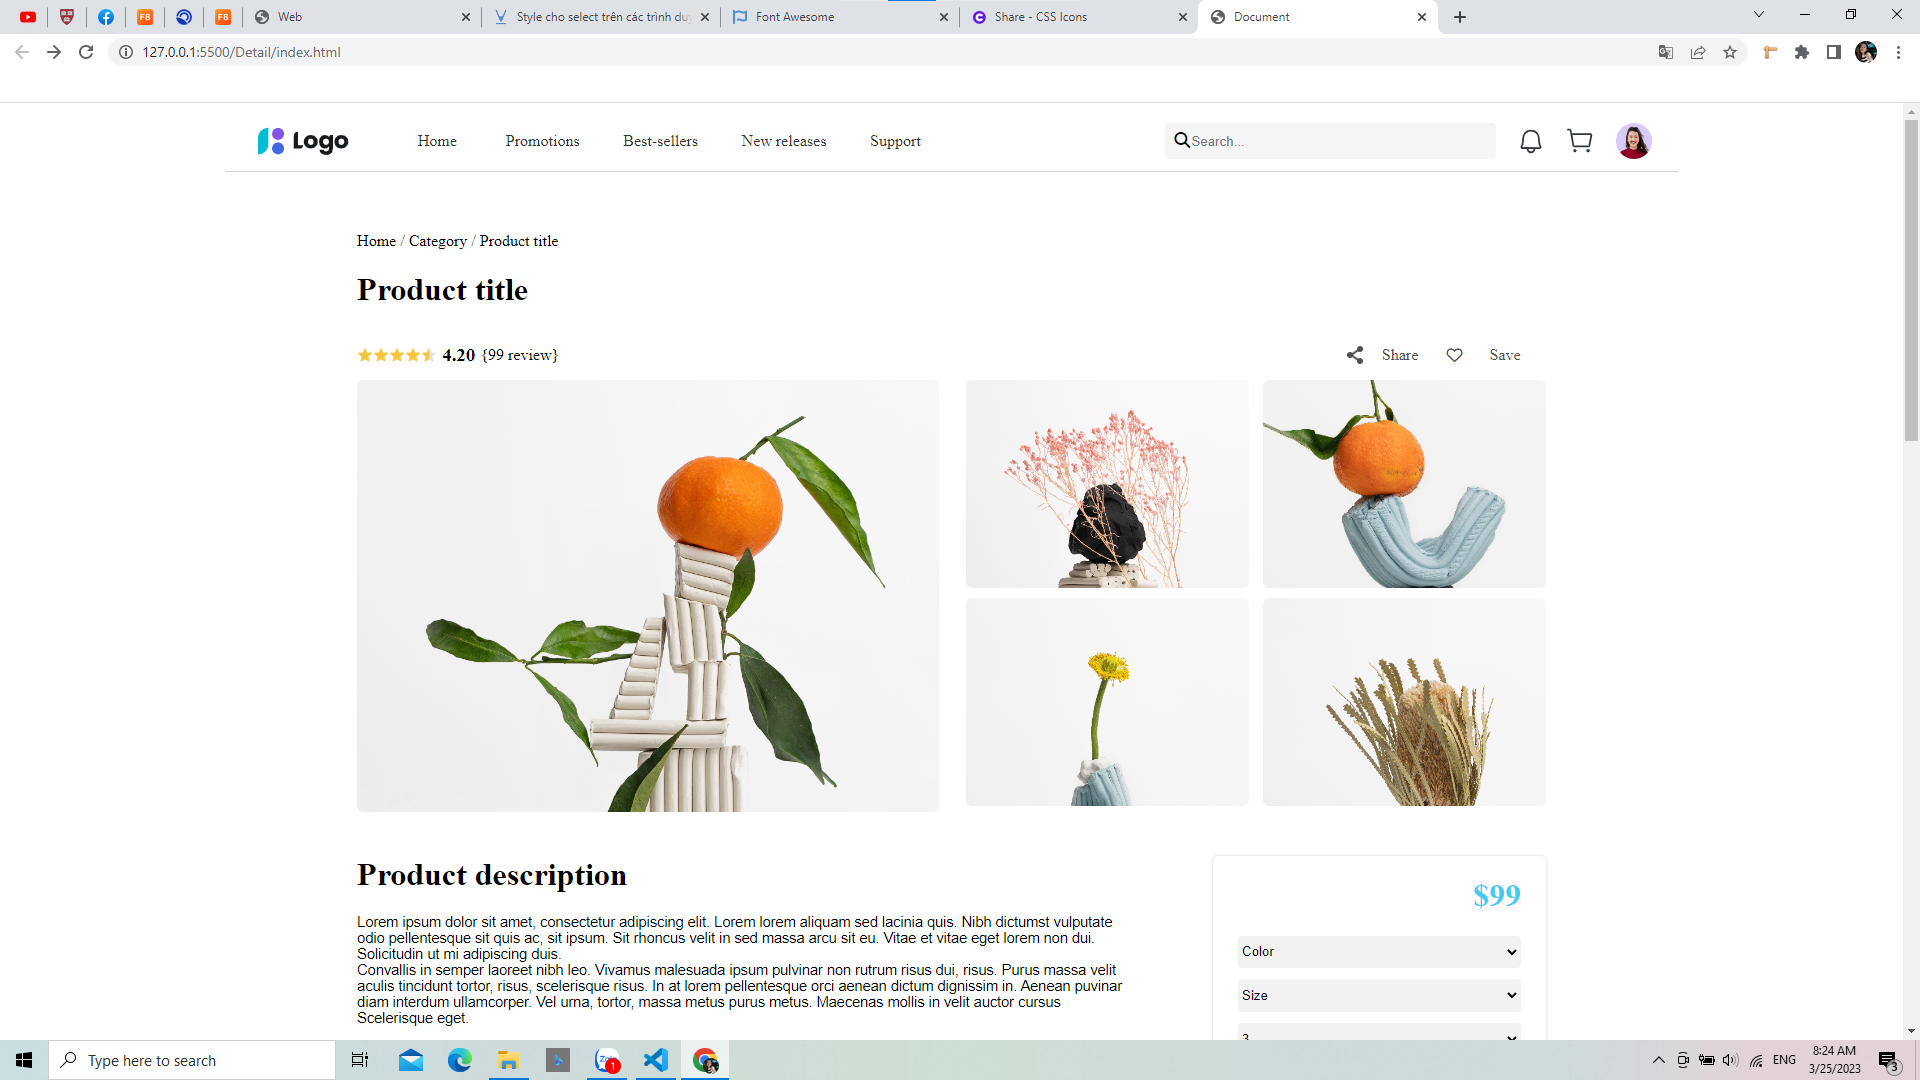 F8
F8
Web
Style cho select trên các trình du
Font Awesome
Share - CSS Icons
Document
127.0.0.1:5500/Detail/index.html
Logo
Home
Promotions
Best-sellers
New releases
Support
Search...
Home / Category / Product title
Product title
4.20 {99 review}
Share
Save
Product description
Lorem ipsum dolor sit amet, consectetur adipiscing elit. Lorem lorem aliquam sed lacinia quis. Nibh dictumst vulputate
odio pellentesque sit quis ac, sit ipsum. Sit rhoncus velit in sed massa arcu sit eu. Vitae et vitae eget lorem non dui.
Solicitudin ut mi adipiscing duis.
Convallis in semper laoreet nibh leo. Vivamus malesuada ipsum pulvinar non rutrum risus dui, risus. Purus massa velit
aculis tincidunt tortor, risus, scelerisque risus. In at lorem pellentesque orci aenean dictum dignissim in. Aenean puvinar
diam interdum ullamcorper. Vel urna, tortor, massa metus purus metus. Maecenas mollis in velit auctor cursus
Scelerisque eget.
$99
Color
Size
3
Type here to search
1
ENG
8:24 AM
3/25/2023
3